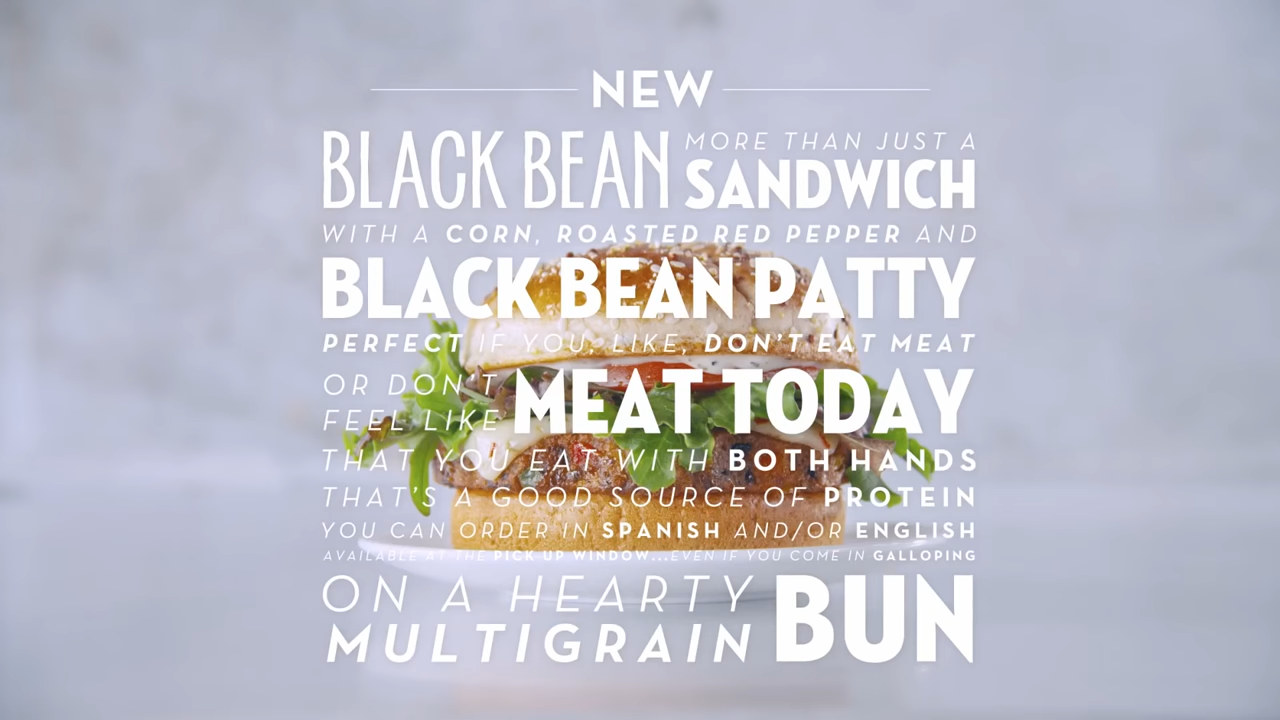 NEW
BLACK BEAN MORE THAN JUST A SANDWICH
WITH A CORN, ROASTED RED PEPPER AND
BLACK BEAN PATTY
PERFECT IF YOU, LIKE, DON'T EAT MEAT
OR DON'T FEEL LIKE MEAT TODAY
THAT YOU EAT WITH BOTH HANDS
THAT'S A GOOD SOURCE OF PROTEIN
YOU CAN ORDER IN SPANISH AND/OR ENGLISH
AVAILABLE AT THE PICK UP WINDOW...EVEN IF YOU COME IN GALLOPING
ON A HEARTY MULTIGRAIN BUN